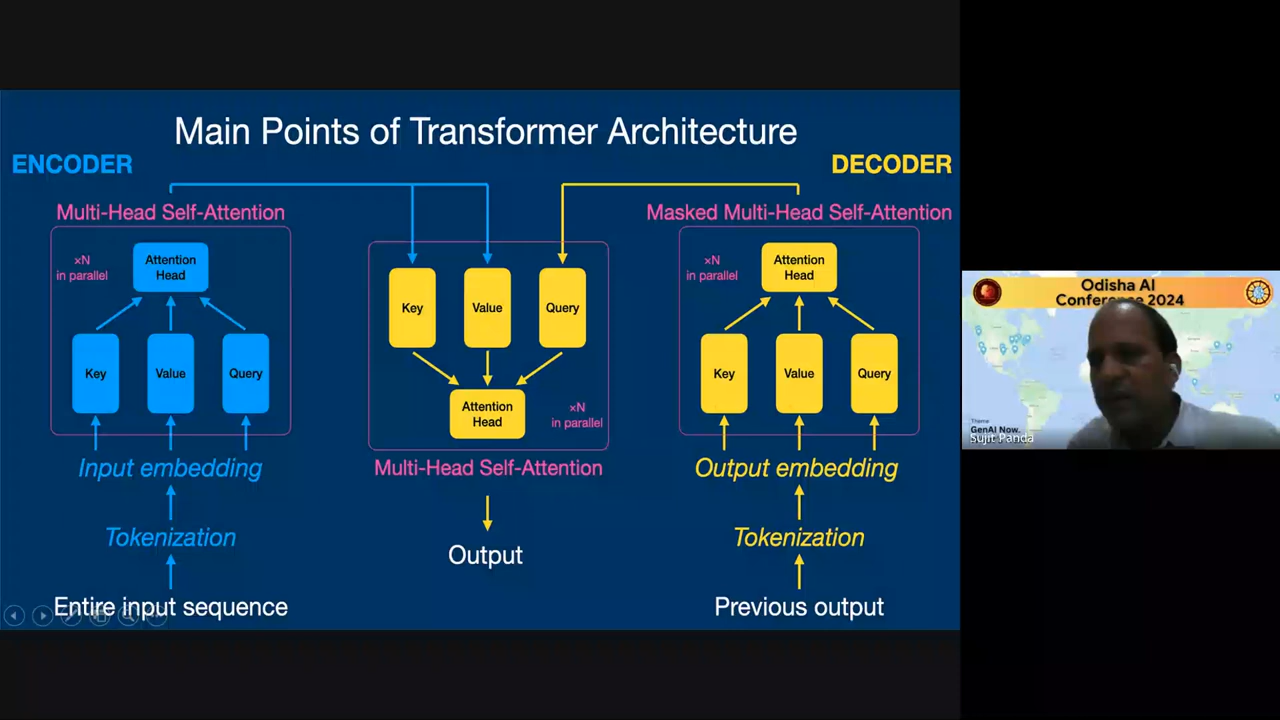 Main Points of Transformer Architecture
ENCODER
DECODER
Multi-Head Self-Attention
Masked Multi-Head Self-Attention
×N
in parallel
Attention
Head
Key
Value
Query
Input embedding
Tokenization
Entire input sequence
Key
Value
Query
Attention
Head
×N
in parallel
Multi-Head Self-Attention
Output
×N
in parallel
Attention
Head
Key
Value
Query
Output embedding
Tokenization
Previous output
Odisha AI
Conference 2024
Theme
GenAI Now.
Sujit Panda